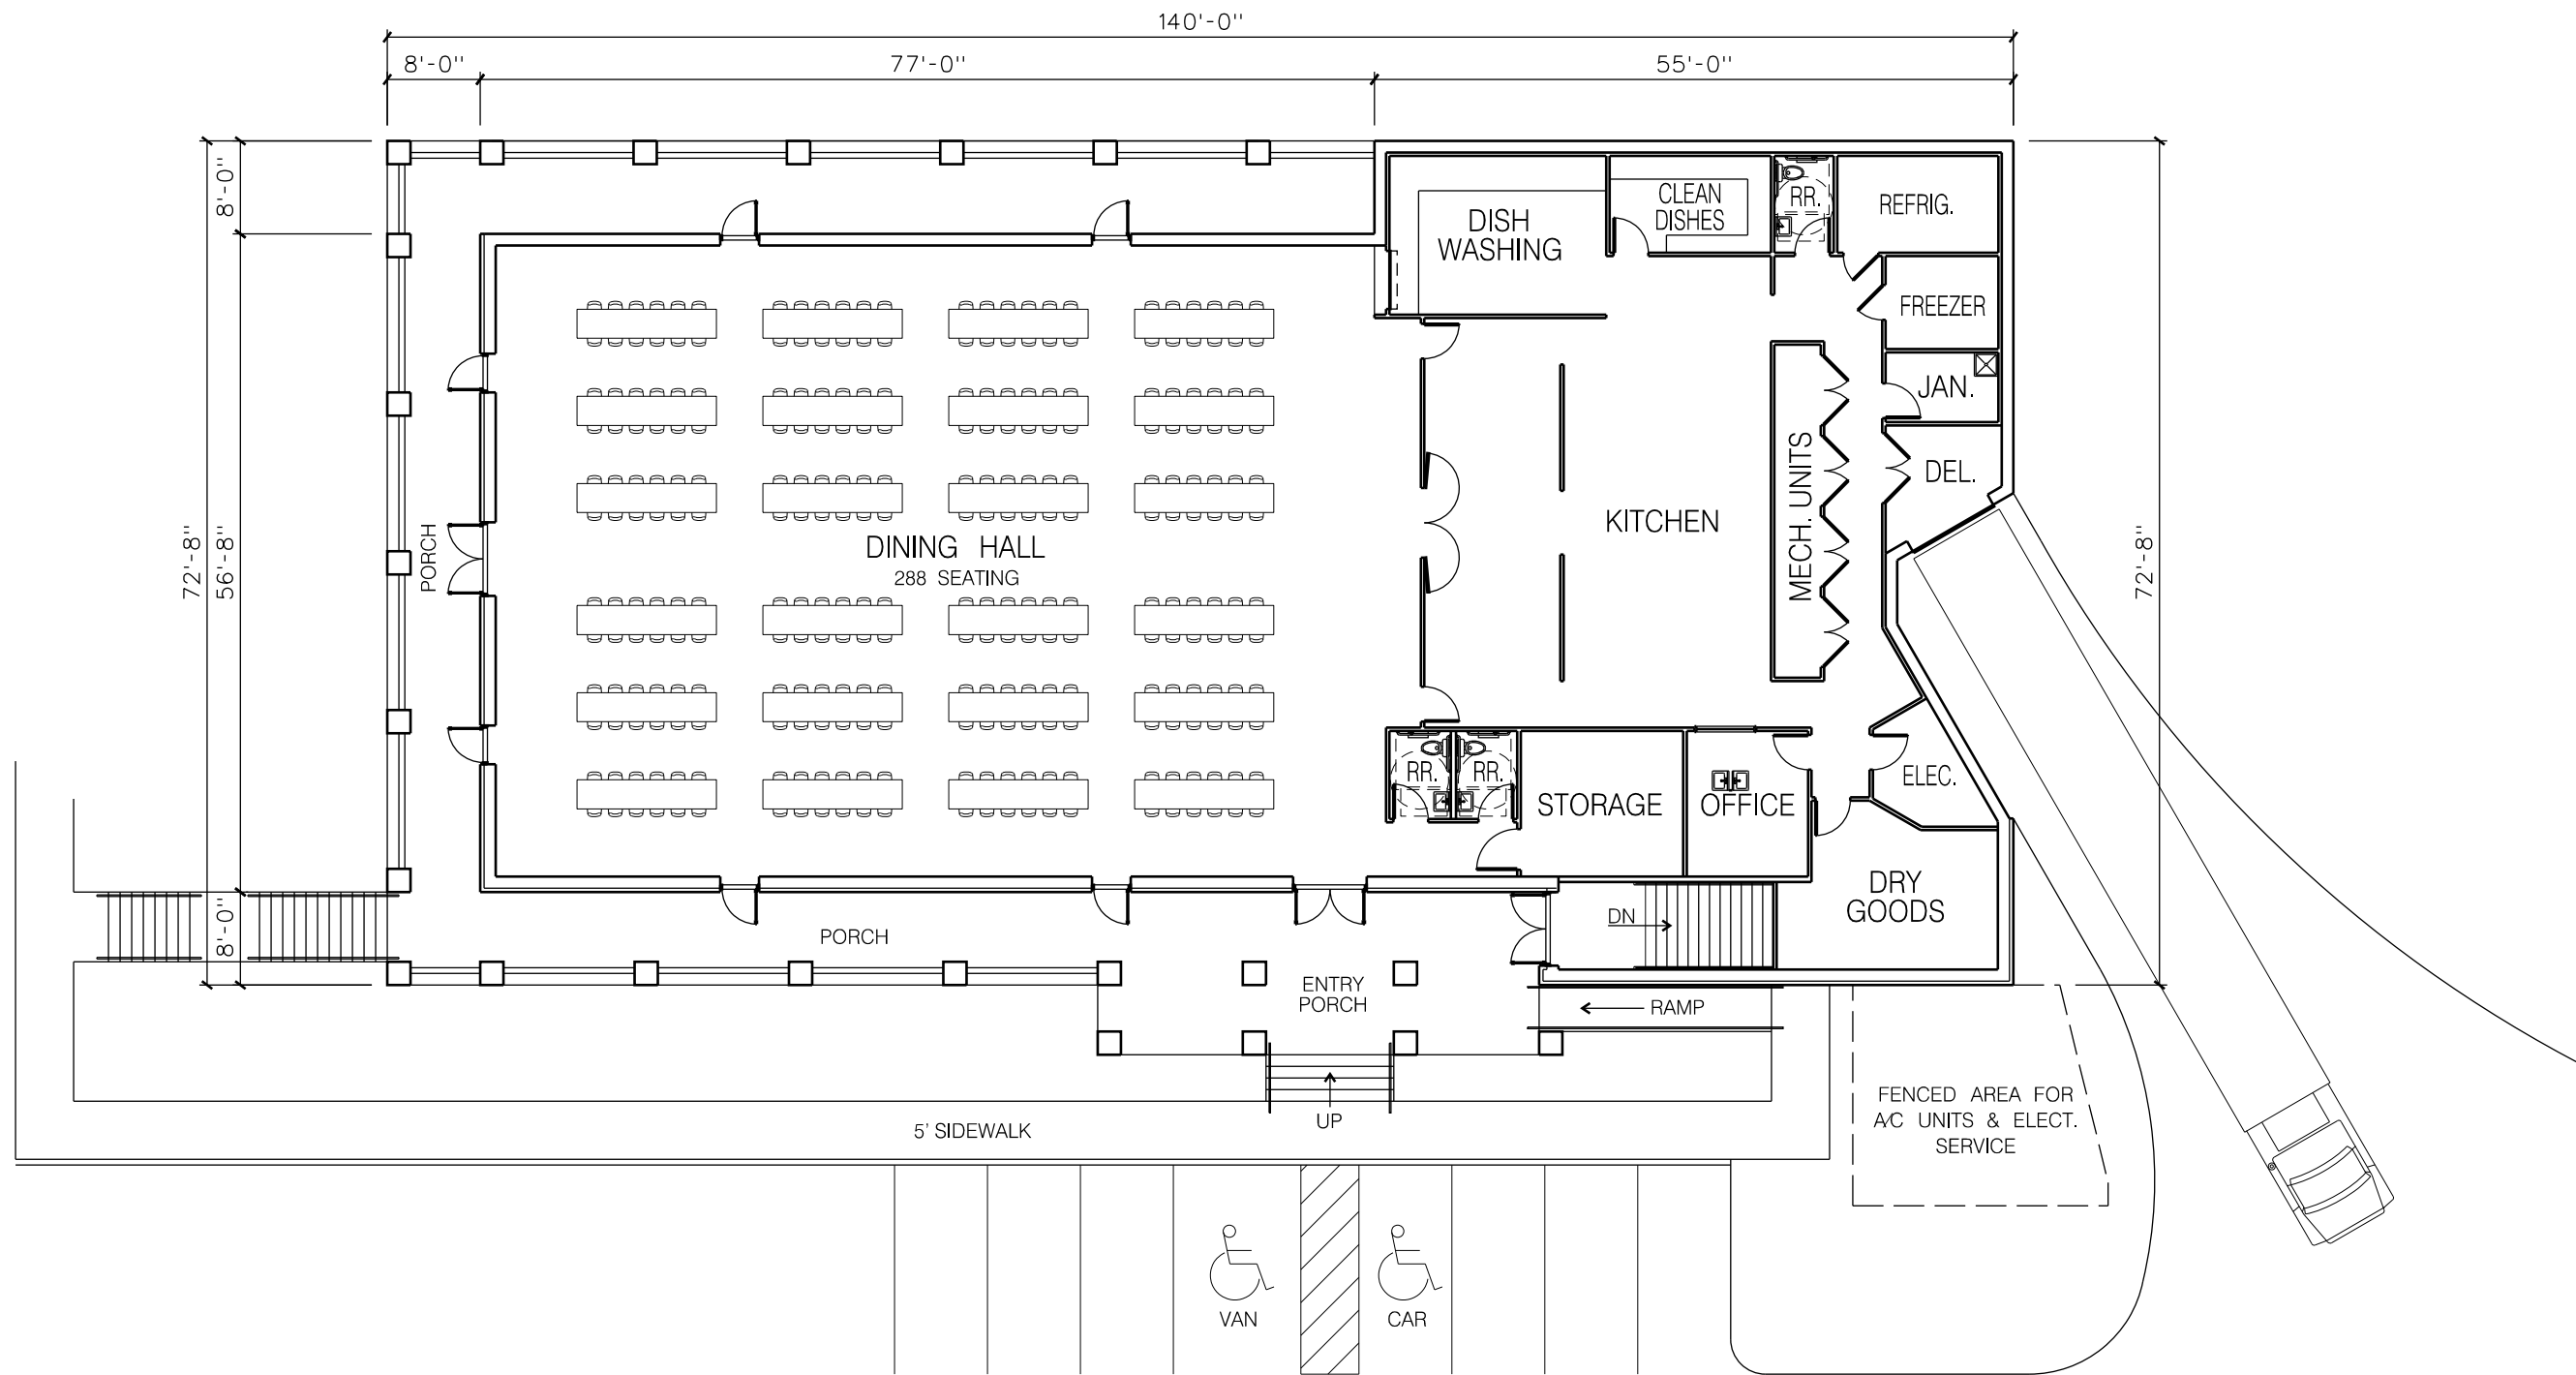 140'-0"
8'-0"
77'-0"
55'-0"
8'-0"
72'-8"
56'-8"
8'-0"
72'-8"
DISH
WASHING
CLEAN
DISHES
RR.
REFRIG.
FREEZER
JAN.
DEL.
MECH. UNITS
KITCHEN
PORCH
DINING HALL
288 SEATING
RR.
RR.
STORAGE
OFFICE
ELEC.
DRY
GOODS
DN
PORCH
ENTRY
PORCH
RAMP
UP
5' SIDEWALK
FENCED AREA FOR
A/C UNITS & ELECT.
SERVICE
VAN
CAR